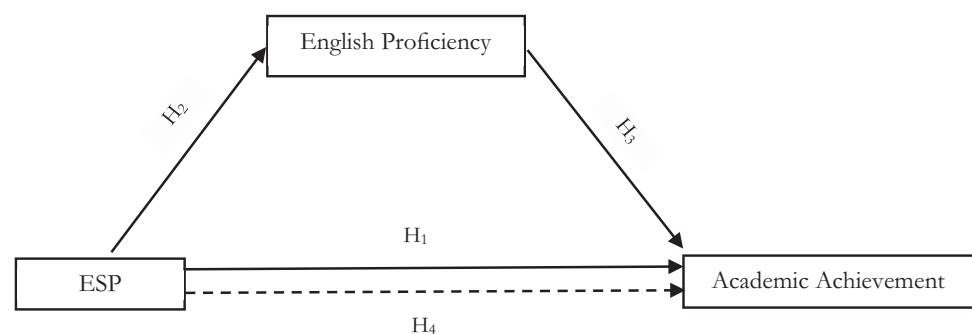 English Proficiency
H₂
H₃
H₁
ESP
Academic Achievement
H₄